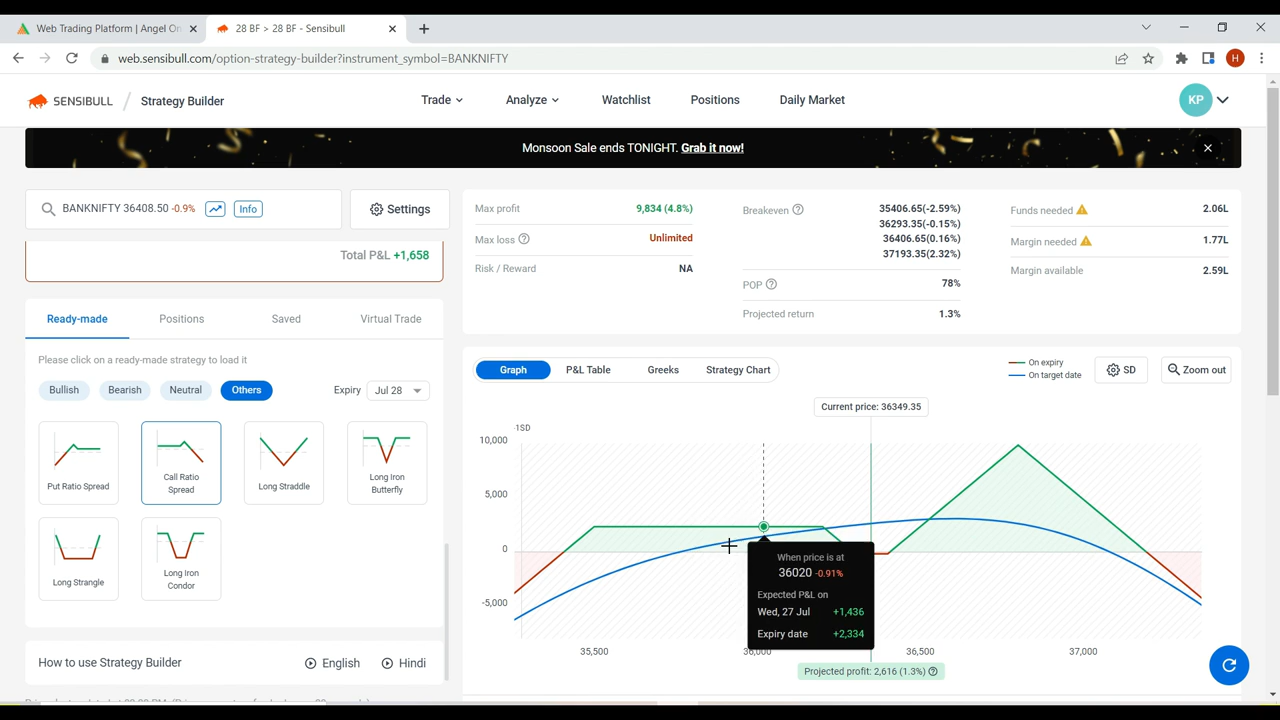 Web Trading Platform | Angel On
28 BF > 28 BF - Sensibull
web.sensibull.com/option-strategy-builder?instrument_symbol=BANKNIFTY
H
SENSIBULL / Strategy Builder
Trade
Analyze
Watchlist
Positions
Daily Market
KP
Monsoon Sale ends TONIGHT. Grab it now!
BANKNIFTY 36408.50 -0.9% Info
Settings
Total P&L +1,658
Ready-made
Positions
Saved
Virtual Trade
Please click on a ready-made strategy to load it
Bullish
Bearish
Neutral
Others
Expiry Jul 28
Put Ratio Spread
Call Ratio
Spread
Long Straddle
Long Iron
Butterfly
Long Strangle
Long Iron
Condor
How to use Strategy Builder
English
Hindi
Max profit 9,834 (4.8%)
Max loss Unlimited
Risk / Reward NA
Breakeven 35406.65(-2.59%)
36293.35(-0.15%)
36406.65(0.16%)
37193.35(2.32%)
POP 78%
Projected return 1.3%
Funds needed 2.06L
Margin needed 1.77L
Margin available 2.59L
Graph
P&L Table
Greeks
Strategy Chart
On expiry
On target date
SD
Zoom out
Current price: 36349.35
-1SD
10,000
5,000
0
-5,000
When price is at
36020 -0.91%
Expected P&L on
Wed, 27 Jul +1,436
Expiry date +2,334
35,500
36,000
36,500
37,000
Projected profit: 2,616 (1.3%)